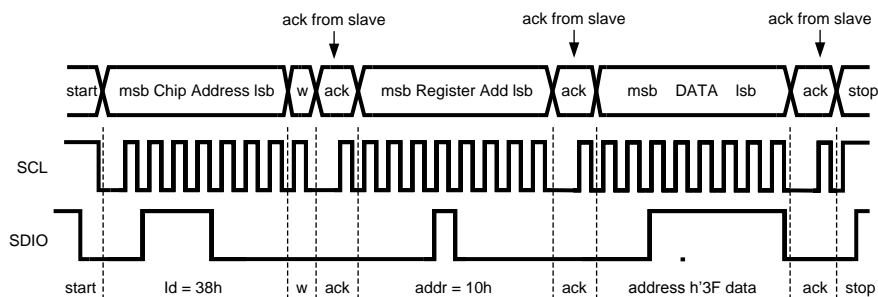 ack from slave ack from slave ack from slave
start msb Chip Address lsb w ack msb Register Add lsb ack msb DATA lsb ack stop
SCL
SDIO
start Id = 38h w ack addr = 10h ack address h'3F data ack stop